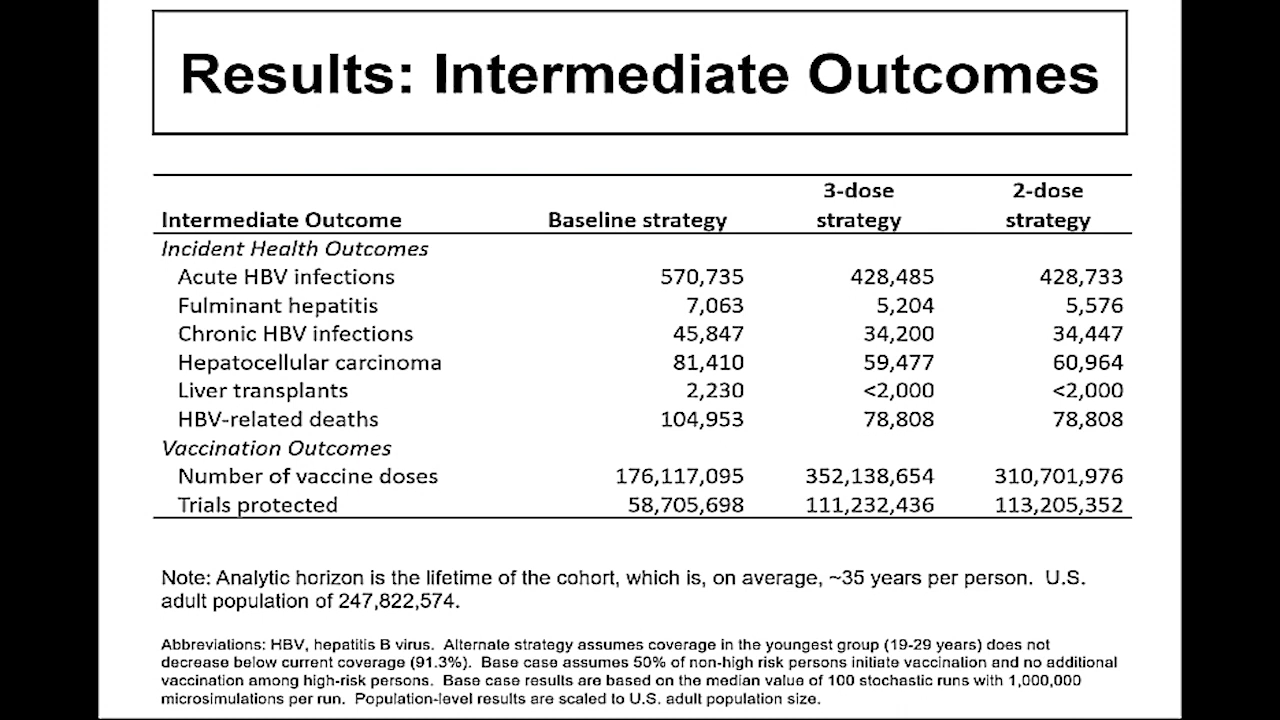 Results: Intermediate Outcomes
3-dose 2-dose
Intermediate Outcome Baseline strategy strategy strategy
Incident Health Outcomes
Acute HBV infections 570,735 428,485 428,733
Fulminant hepatitis 7,063 5,204 5,576
Chronic HBV infections 45,847 34,200 34,447
Hepatocellular carcinoma 81,410 59,477 60,964
Liver transplants 2,230 <2,000 <2,000
HBV-related deaths 104,953 78,808 78,808
Vaccination Outcomes
Number of vaccine doses 176,117,095 352,138,654 310,701,976
Trials protected 58,705,698 111,232,436 113,205,352
Note: Analytic horizon is the lifetime of the cohort, which is, on average, ~35 years per person. U.S.
adult population of 247,822,574.
Abbreviations: HBV, hepatitis B virus. Alternate strategy assumes coverage in the youngest group (19-29 years) does not
decrease below current coverage (91.3%). Base case assumes 50% of non-high risk persons initiate vaccination and no additional
vaccination among high-risk persons. Base case results are based on the median value of 100 stochastic runs with 1,000,000
microsimulations per run. Population-level results are scaled to U.S. adult population size.